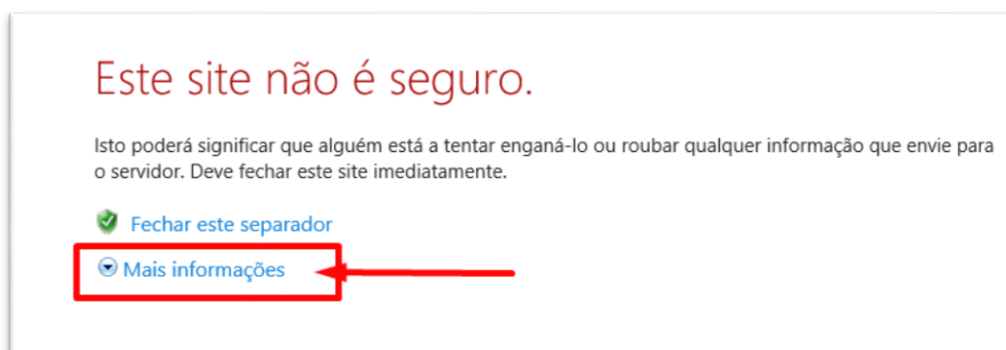 Este site não é seguro.
Isto poderá significar que alguém está a tentar enganá-lo ou roubar qualquer informação que envie para
o servidor. Deve fechar este site imediatamente.
Fechar este separador
Mais informações